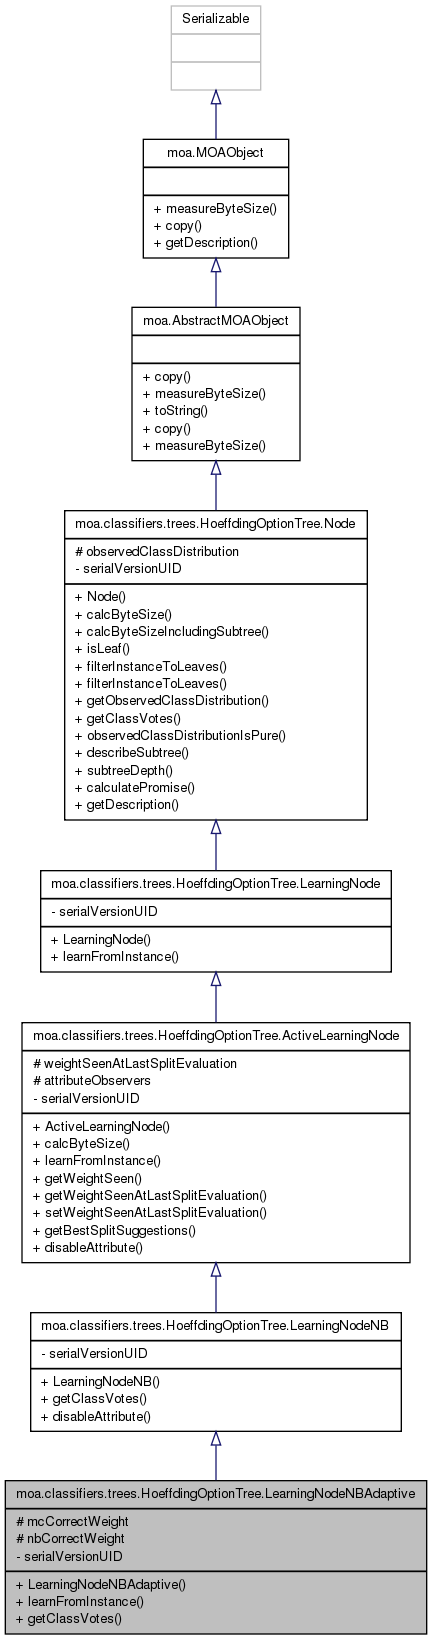 Serializable
moa.MOAObject
+ measureByteSize()
+ copy()
+ getDescription()
moa.AbstractMOAObject
+ copy()
+ measureByteSize()
+ toString()
+ copy()
+ measureByteSize()
moa.classifiers.trees.HoeffdingOptionTree.Node
# observedClassDistribution
- serialVersionUID
+ Node()
+ calcByteSize()
+ calcByteSizeIncludingSubtree()
+ isLeaf()
+ filterInstanceToLeaves()
+ filterInstanceToLeaves()
+ getObservedClassDistribution()
+ getClassVotes()
+ observedClassDistributionIsPure()
+ describeSubtree()
+ subtreeDepth()
+ calculatePromise()
+ getDescription()
moa.classifiers.trees.HoeffdingOptionTree.LearningNode
- serialVersionUID
+ LearningNode()
+ learnFromInstance()
moa.classifiers.trees.HoeffdingOptionTree.ActiveLearningNode
# weightSeenAtLastSplitEvaluation
# attributeObservers
- serialVersionUID
+ ActiveLearningNode()
+ calcByteSize()
+ learnFromInstance()
+ getWeightSeen()
+ getWeightSeenAtLastSplitEvaluation()
+ setWeightSeenAtLastSplitEvaluation()
+ getBestSplitSuggestions()
+ disableAttribute()
moa.classifiers.trees.HoeffdingOptionTree.LearningNodeNB
- serialVersionUID
+ LearningNodeNB()
+ getClassVotes()
+ disableAttribute()
moa.classifiers.trees.HoeffdingOptionTree.LearningNodeNBAdaptive
# mcCorrectWeight
# nbCorrectWeight
- serialVersionUID
+ LearningNodeNBAdaptive()
+ learnFromInstance()
+ getClassVotes()